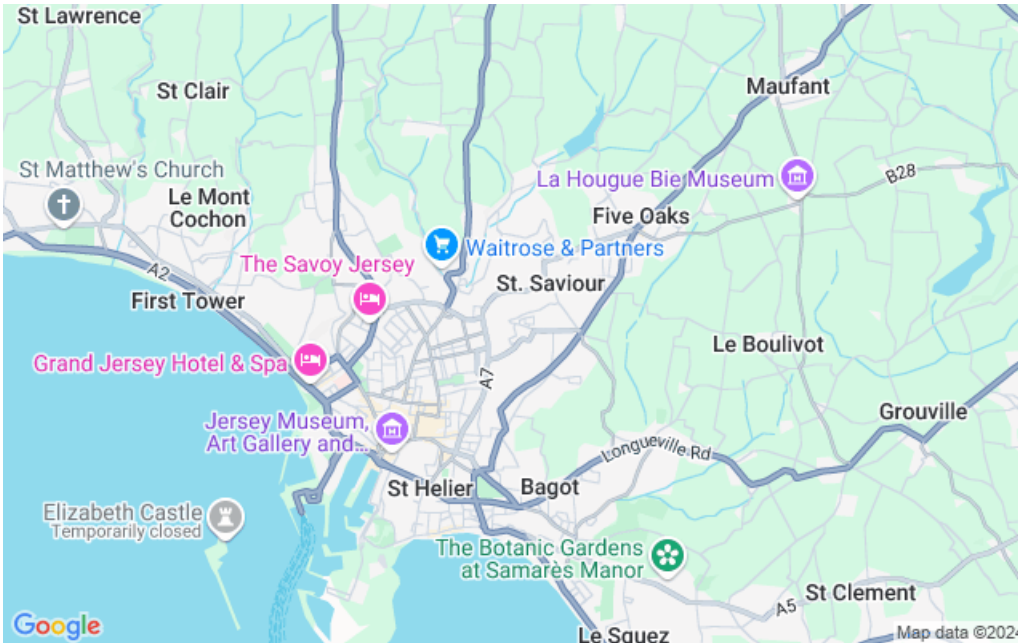 St Lawrence
St Clair
Maufant
St Matthew's Church
La Hougue Bie Museum
B28
Le Mont
Cochon
Five Oaks
Waitrose & Partners
The Savoy Jersey
A2
St. Saviour
First Tower
Le Boulivot
Grand Jersey Hotel & Spa
A7
Grouville
Jersey Museum,
Art Gallery and...
Longueville Rd
St Helier
Bagot
Elizabeth Castle
Temporarily closed
The Botanic Gardens
at Samarès Manor
St Clement
A5
Google
Le Squez
Map data ©2024